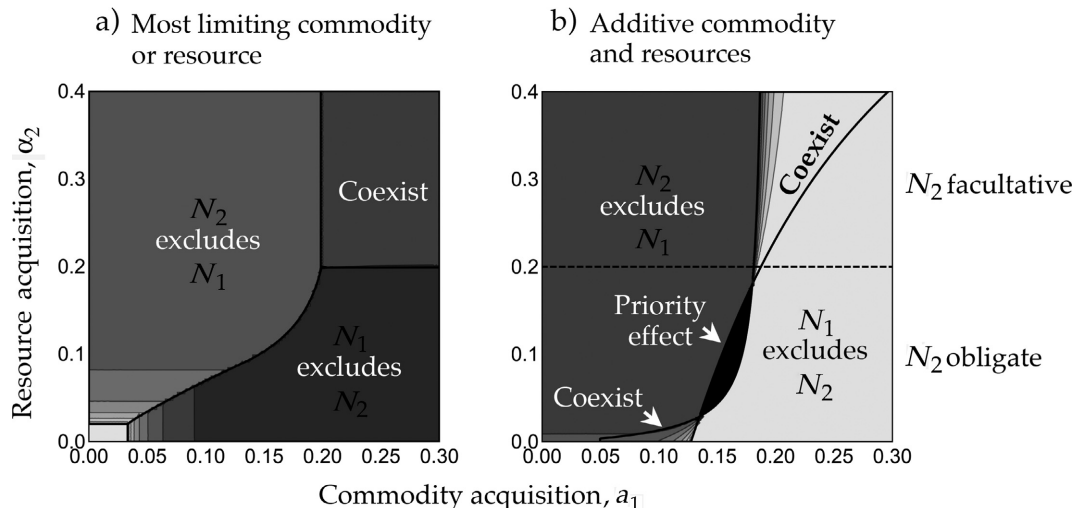 a) Most limiting commodity
or resource
b) Additive commodity
and resources
Resource acquisition, α2
0.4
0.3
0.2
0.1
0.0
0.00 0.05 0.10 0.15 0.20 0.25 0.30
N2
excludes
N1
Coexist
N1
excludes
N2
0.4
0.3
0.2
0.1
0.0
0.00 0.05 0.10 0.15 0.20 0.25 0.30
N2
excludes
N1
Coexist
Priority
effect
Coexist
N1
excludes
N2
N2 facultative
N2 obligate
Commodity acquisition, a1